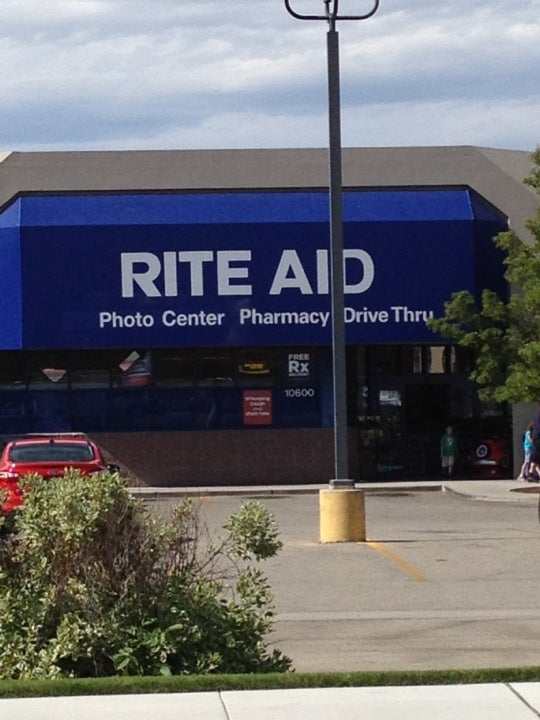 RITE AID
Photo Center Pharmacy Drive Thru
FREE
Rx
10600